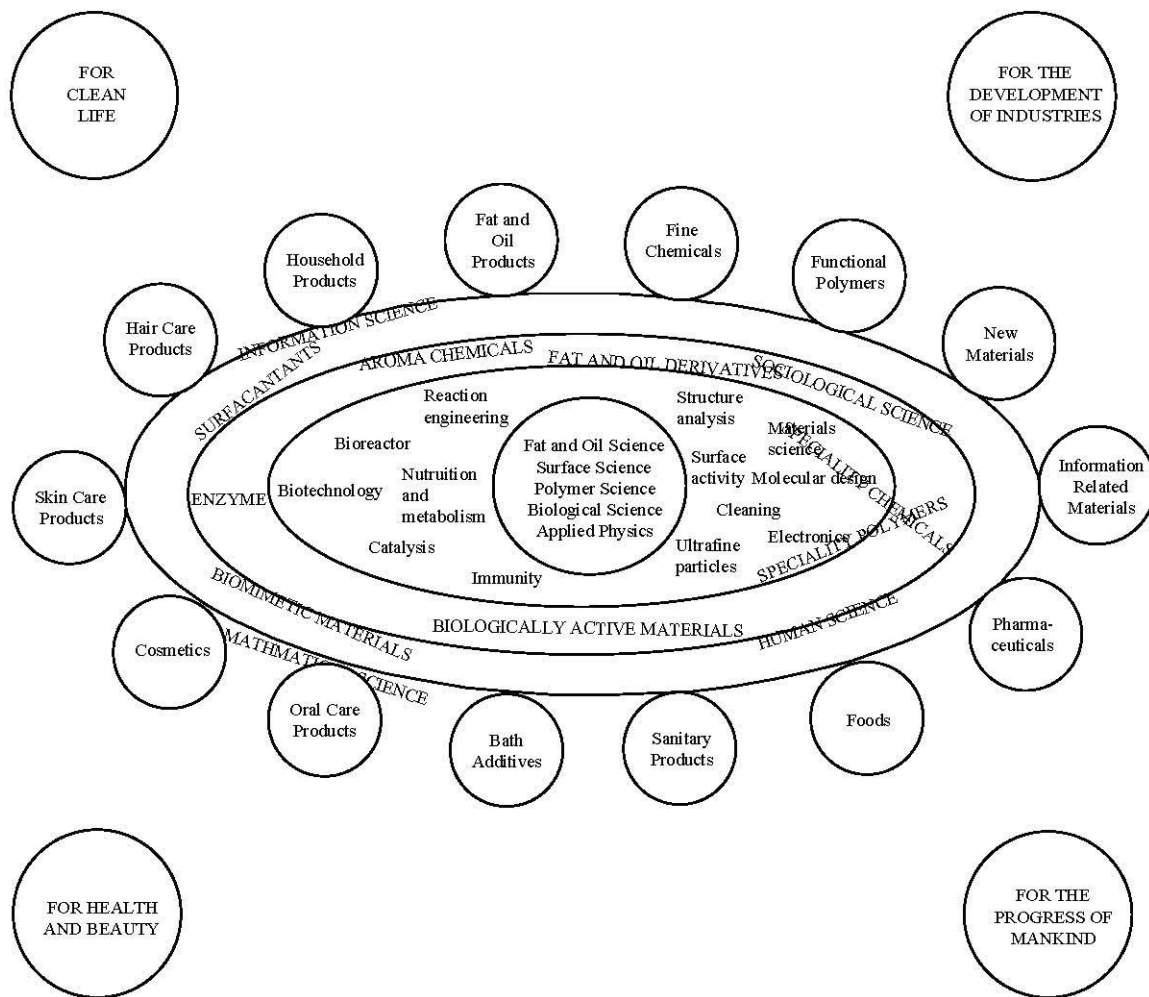 FOR
CLEAN
LIFE
FOR THE
DEVELOPMENT
OF INDUSTRIES
Fat and
Oil
Products
Fine
Chemicals
Household
Products
Functional
Polymers
Hair Care
Products
New
Materials
INFORMATION SCIENCE
SURFACANTANTS
AROMA CHEMICALS
FAT AND OIL DERIVATIVES
SOCIOLOGICAL SCIENCE
Reaction
engineering
Structure
analysis
Materials
science
SPECIALITY CHEMICALS
Bioreactor
Fat and Oil Science
Surface Science
Polymer Science
Biological Science
Applied Physics
Surface
activity
Molecular design
Skin Care
Products
ENZYME
Biotechnology
Nutruition
and
metabolism
Cleaning
Information
Related
Materials
Catalysis
Immunity
Ultrafine
particles
Electronics
SPECIALITY POLYMERS
BIOMIMETIC MATERIALS
BIOLOGICALLY ACTIVE MATERIALS
HUMAN SCIENCE
Pharma-
ceuticals
Cosmetics
SCIENCE
Oral Care
Products
Bath
Additives
Sanitary
Products
Foods
FOR HEALTH
AND BEAUTY
FOR THE
PROGRESS OF
MANKIND